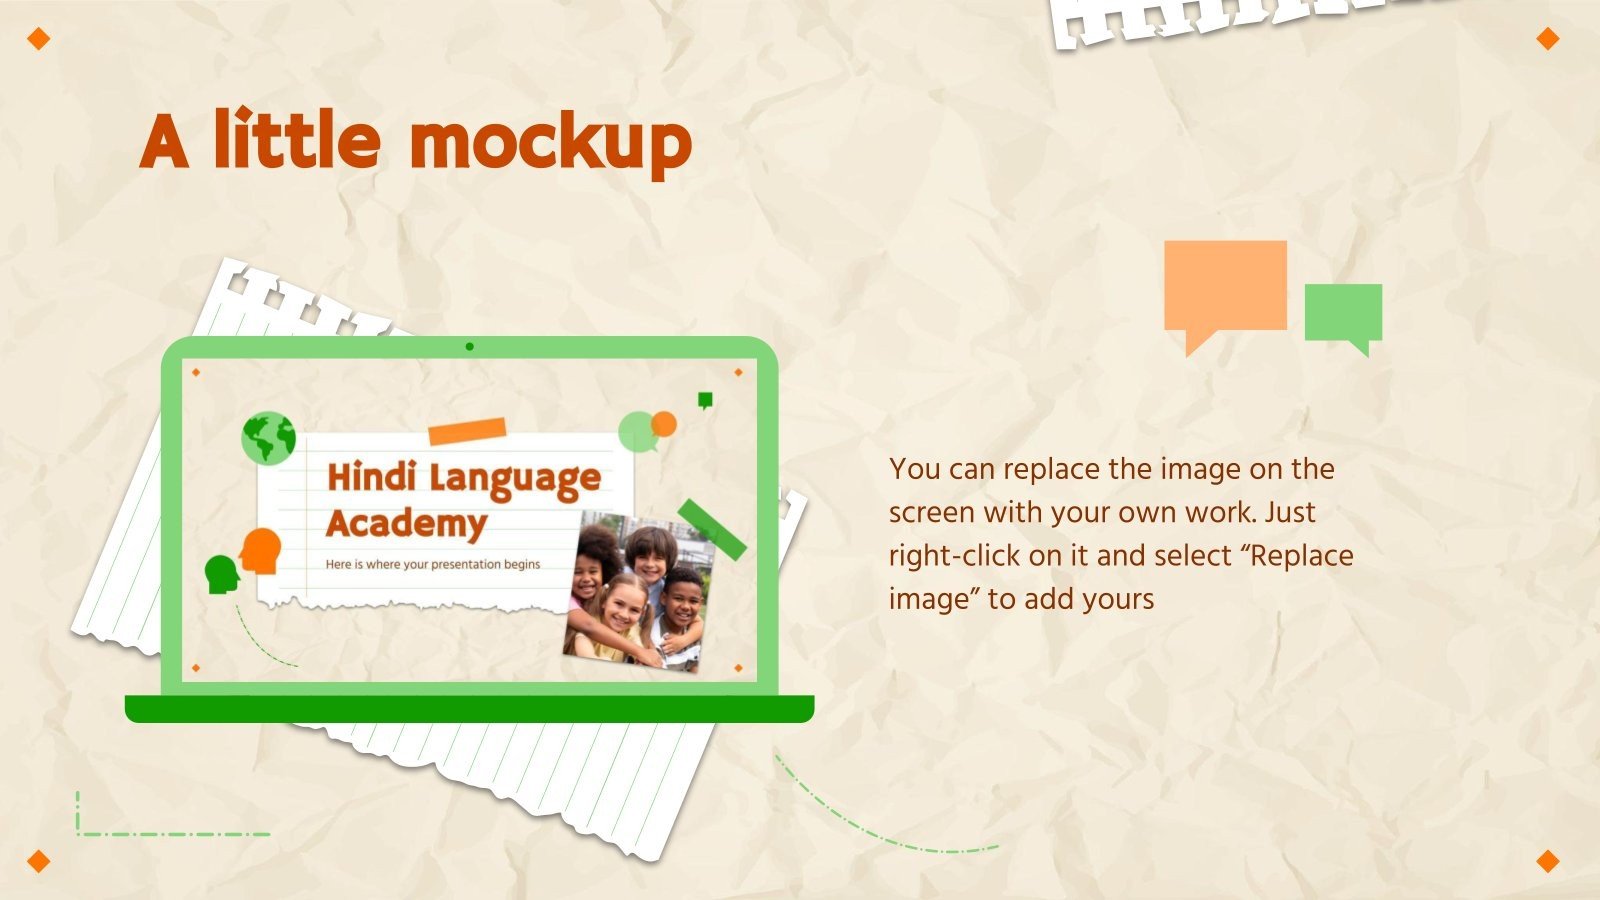 A little mockup
Hindi Language
Academy
Here is where your presentation begins
You can replace the image on the
screen with your own work. Just
right-click on it and select “Replace
image” to add yours